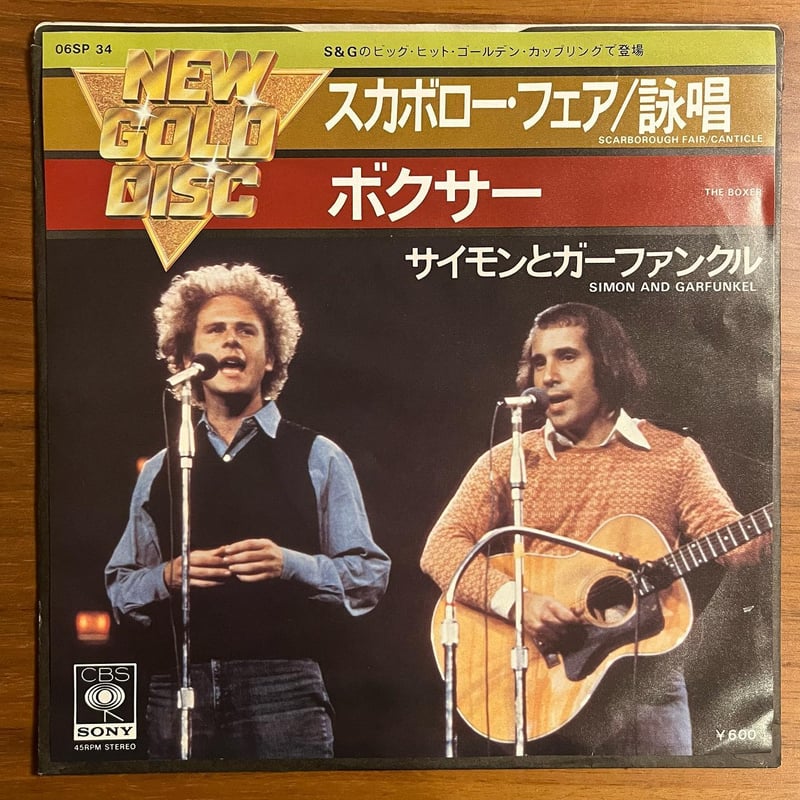 06SP 34
S&Gのビッグ・ヒット・ゴールデン・カップリングで登場
NEW
GOLD
DISC
スカボロー・フェア/詠唱
SCARBOROUGH FAIR/CANTICLE
ボクサー
THE BOXER
サイモンとガーファンクル
SIMON AND GARFUNKEL
CBS
SONY
45RPM STEREO
¥600